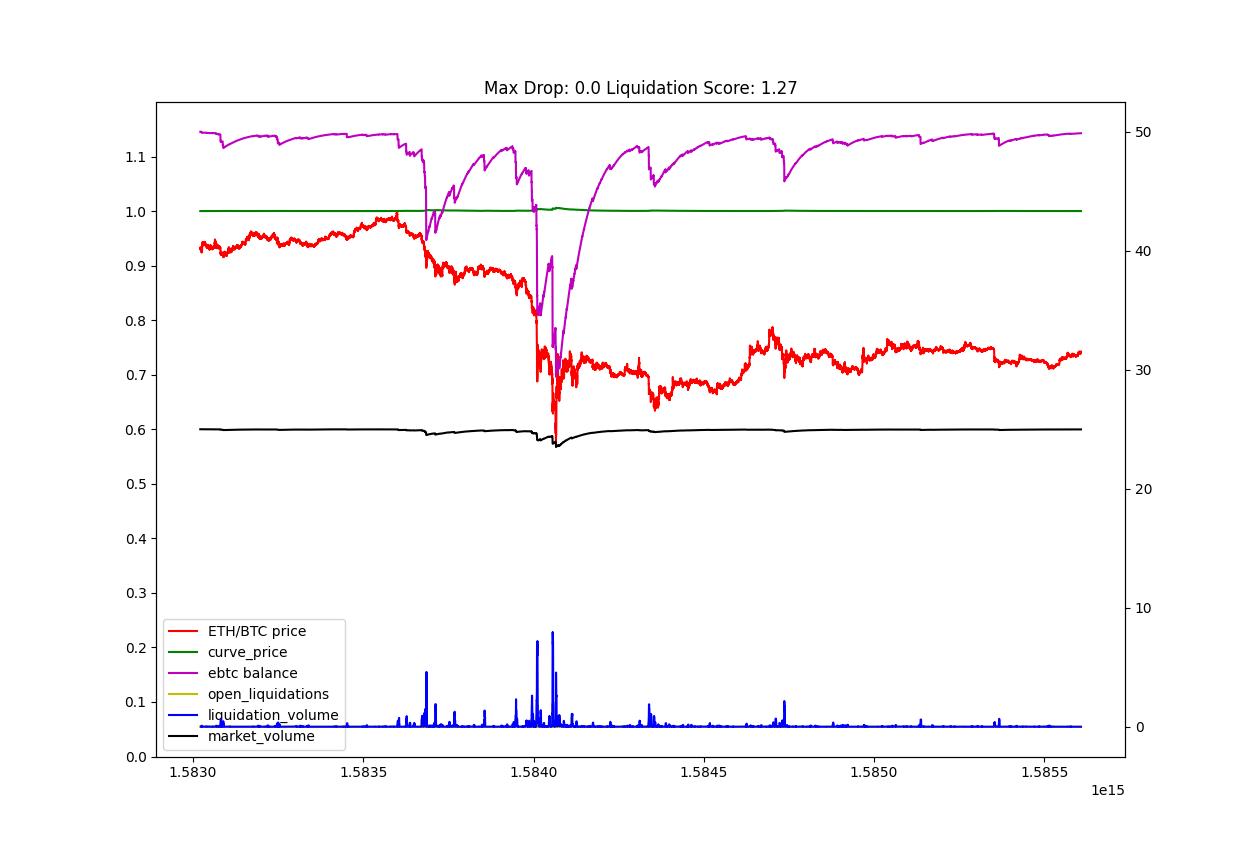 Max Drop: 0.0 Liquidation Score: 1.27
1.1
1.0
0.9
0.8
0.7
0.6
0.5
0.4
0.3
0.2
0.1
0.0
50
40
30
20
10
0
ETH/BTC price
curve_price
ebtc balance
open_liquidations
liquidation_volume
market_volume
1.5830 1.5835 1.5840 1.5845 1.5850 1.5855
1e15